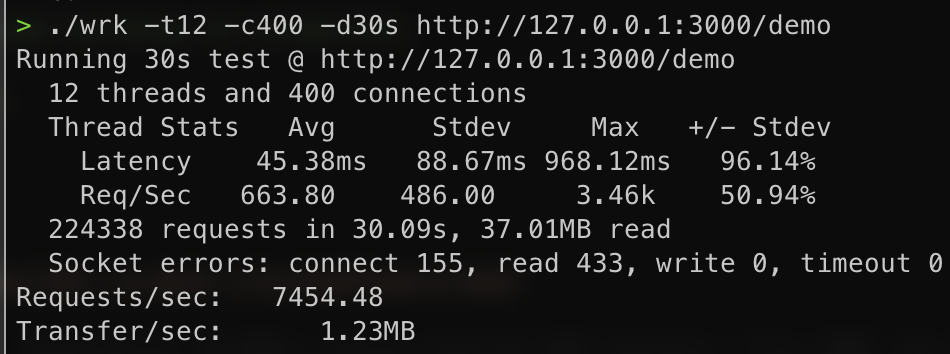 > ./wrk -t12 -c400 -d30s http://127.0.0.1:3000/demo
Running 30s test @ http://127.0.0.1:3000/demo
  12 threads and 400 connections
  Thread Stats   Avg      Stdev     Max   +/- Stdev
    Latency    45.38ms   88.67ms 968.12ms   96.14%
    Req/Sec   663.80    486.00     3.46k    50.94%
  224338 requests in 30.09s, 37.01MB read
  Socket errors: connect 155, read 433, write 0, timeout 0
Requests/sec:   7454.48
Transfer/sec:      1.23MB